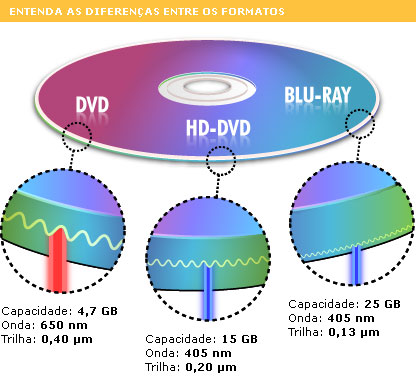 ENTENDA AS DIFERENÇAS ENTRE OS FORMATOS
DVD
HD-DVD
BLU-RAY
Capacidade: 4,7 GB
Onda: 650 nm
Trilha: 0,40 µm
Capacidade: 15 GB
Onda: 405 nm
Trilha: 0,20 µm
Capacidade: 25 GB
Onda: 405 nm
Trilha: 0,13 µm